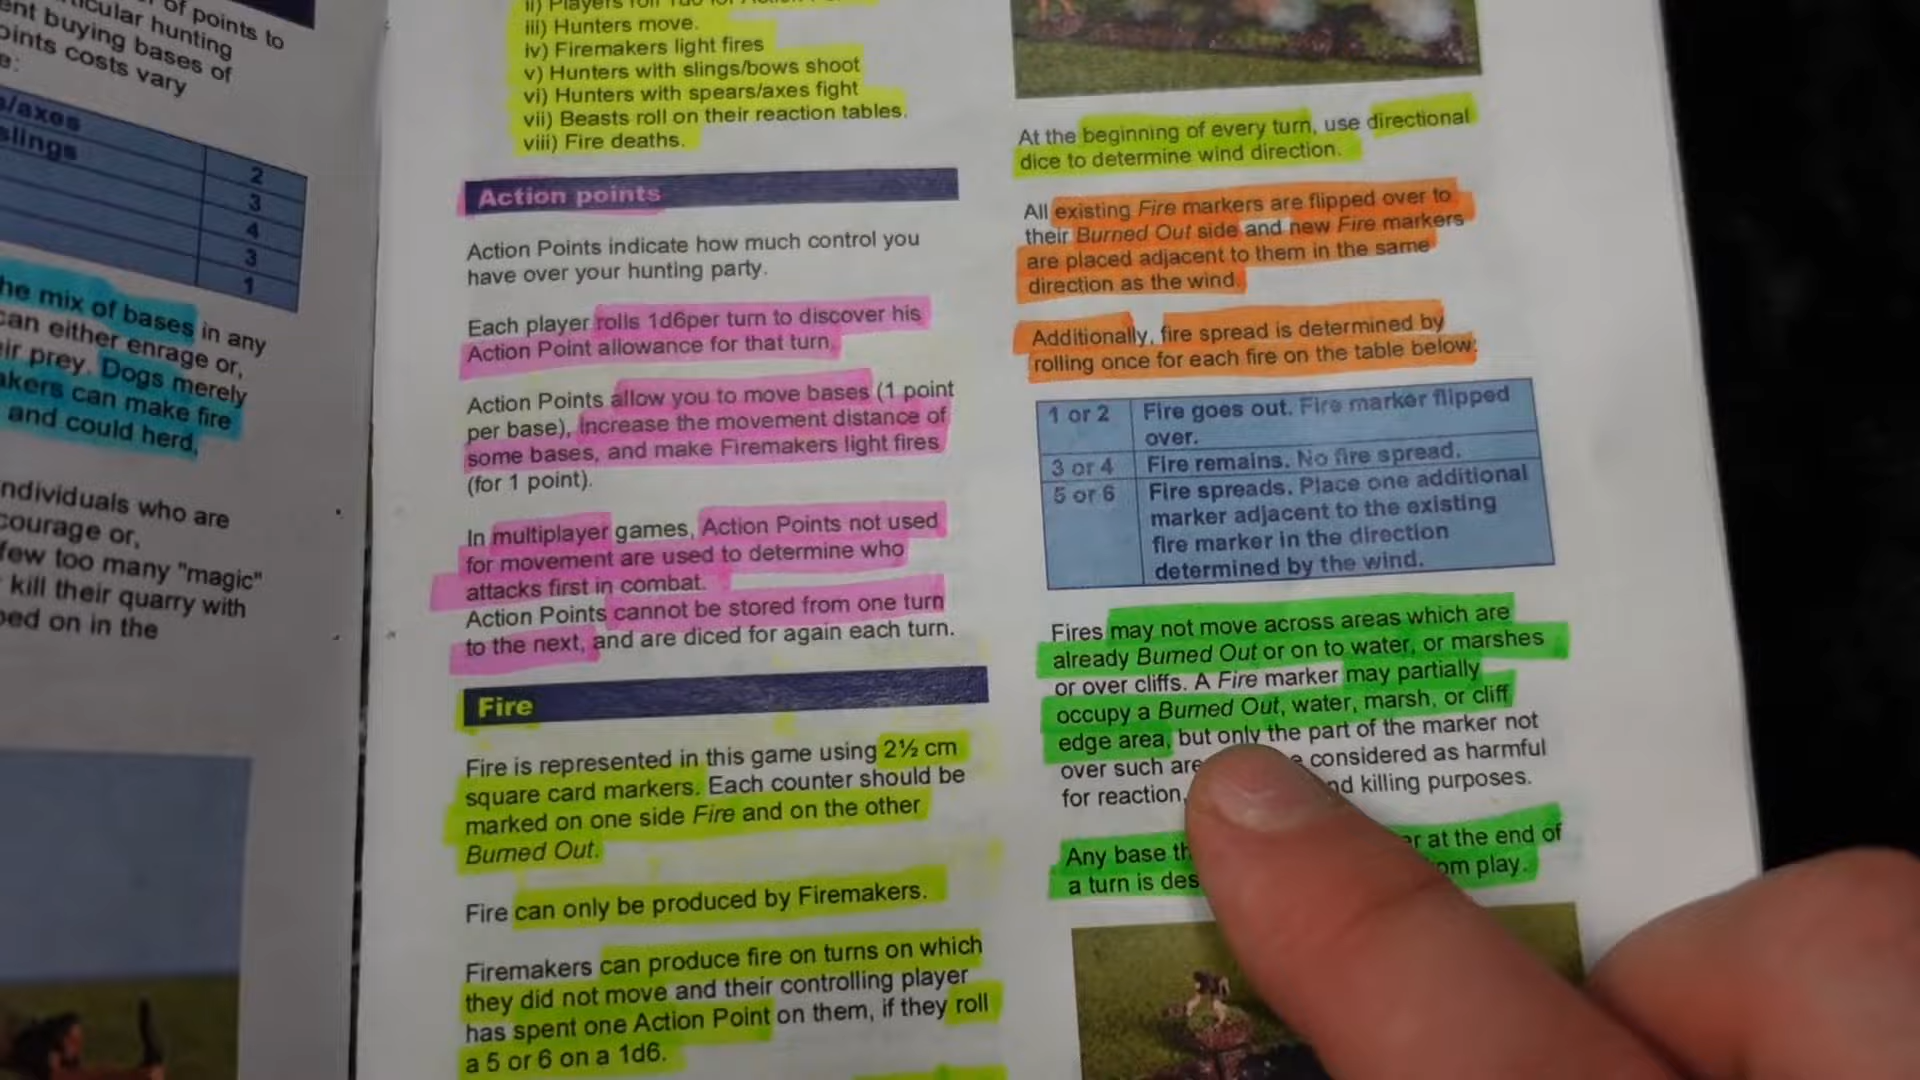 of points to
icular hunting
ent buying bases of
oints costs vary
e:
s/axes
slings
2
3
4
3
1
he mix of bases in any
can either enrage or,
eir prey. Dogs merely
akers can make fire
and could herd.
ndividuals who are
courage or,
few too many "magic"
kill their quarry with
ped on in the
ii) Players roll
iii) Hunters move.
iv) Firemakers light fires
v) Hunters with slings/bows shoot
vi) Hunters with spears/axes fight
vii) Beasts roll on their reaction tables.
viii) Fire deaths.
Action points
Action Points indicate how much control you
have over your hunting party.
Each player rolls 1d6per turn to discover his
Action Point allowance for that turn.
Action Points allow you to move bases (1 point
per base), increase the movement distance of
some bases, and make Firemakers light fires
(for 1 point).
In multiplayer games, Action Points not used
for movement are used to determine who
attacks first in combat.
Action Points cannot be stored from one turn
to the next, and are diced for again each turn.
Fire
Fire is represented in this game using 2½ cm
square card markers. Each counter should be
marked on one side Fire and on the other
Burned Out.
Fire can only be produced by Firemakers.
Firemakers can produce fire on turns on which
they did not move and their controlling player
has spent one Action Point on them, if they roll
a 5 or 6 on a 1d6.
At the beginning of every turn, use directional
dice to determine wind direction.
All existing Fire markers are flipped over to
their Burned Out side and new Fire markers
are placed adjacent to them in the same
direction as the wind.
Additionally, fire spread is determined by
rolling once for each fire on the table below:
1 or 2 Fire goes out. Fire marker flipped
over.
3 or 4 Fire remains. No fire spread.
5 or 6 Fire spreads. Place one additional
marker adjacent to the existing
fire marker in the direction
determined by the wind.
Fires may not move across areas which are
already Burned Out or on to water, or marshes
or over cliffs. A Fire marker may partially
occupy a Burned Out, water, marsh, or cliff
edge area, but only the part of the marker not
over such are considered as harmful
for reaction, nd killing purposes.
Any base th er at the end of
a turn is des om play.